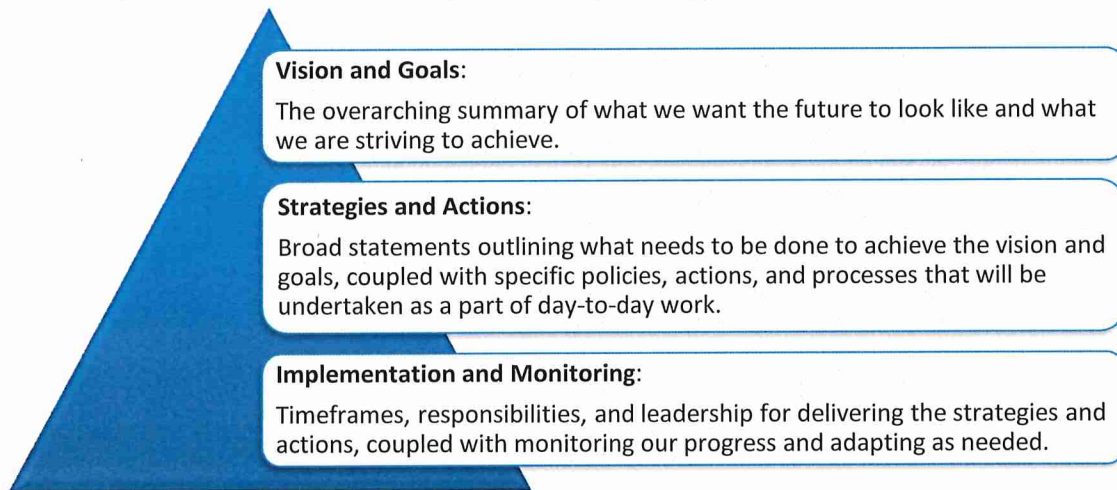 Vision and Goals:
The overarching summary of what we want the future to look like and what
we are striving to achieve.
Strategies and Actions:
Broad statements outlining what needs to be done to achieve the vision and
goals, coupled with specific policies, actions, and processes that will be
undertaken as a part of day-to-day work.
Implementation and Monitoring:
Timeframes, responsibilities, and leadership for delivering the strategies and
actions, coupled with monitoring our progress and adapting as needed.